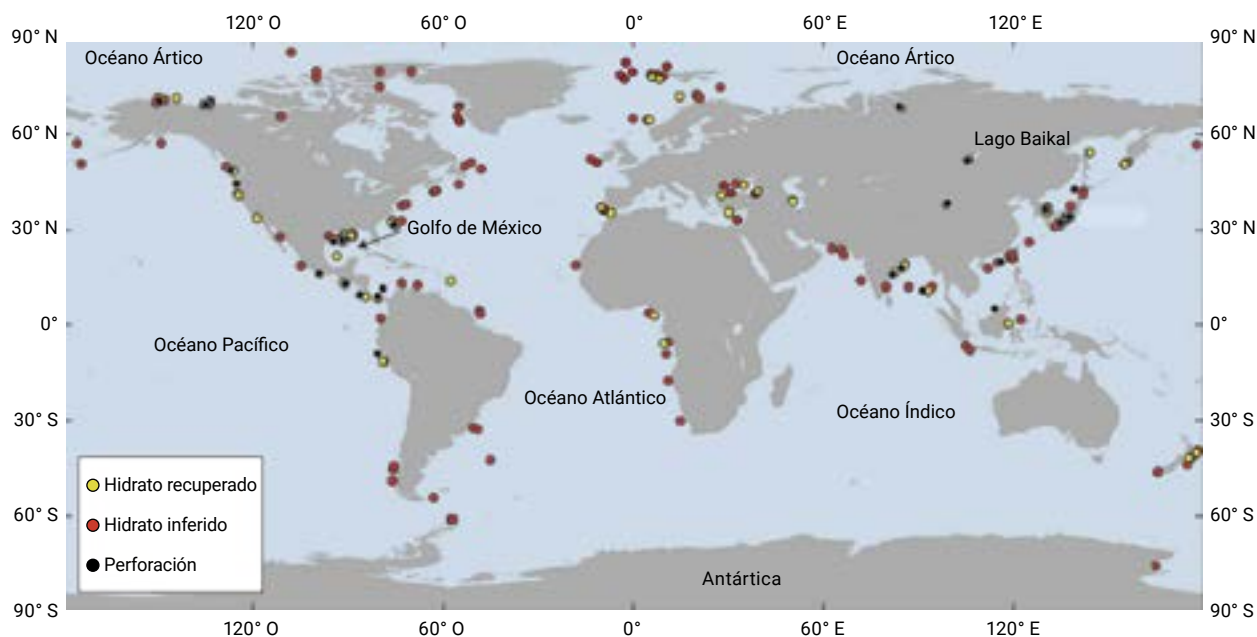 120° O 60° O 0° 60° E 120° E
90° N 90° N
Océano Ártico Océano Ártico
60° N 60° N
Lago Baikal
30° N 30° N
Golfo de México
0° 0°
Océano Pacífico
Océano Atlántico
Océano Índico
30° S 30° S
Hidrato recuperado
Hidrato inferido
60° S 60° S
Perforación
Antártica
90° S 90° S
120° O 60° O 0° 60° E 120° E